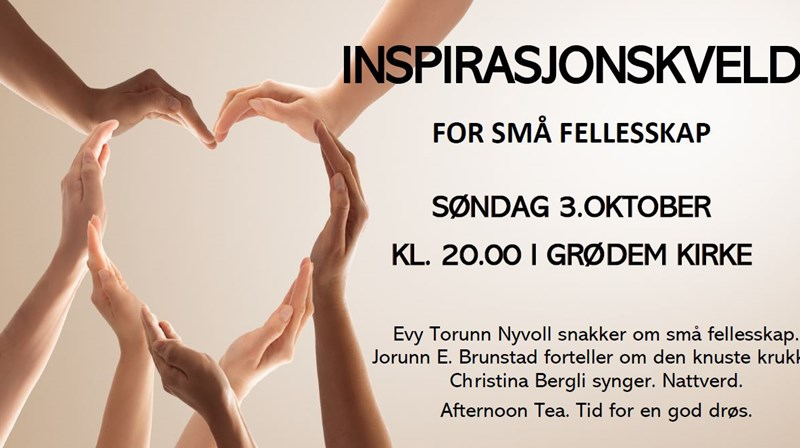 INSPIRASJONSKVELD
FOR SMÅ FELLESSKAP
SØNDAG 3.OKTOBER
KL. 20.00 I GRØDEM KIRKE
Evy Torunn Nyvoll snakker om små fellesskap.
Jorunn E. Brunstad forteller om den knuste
Christina Bergli synger. Nattverd.
Afternoon Tea. Tid for en god drøs.